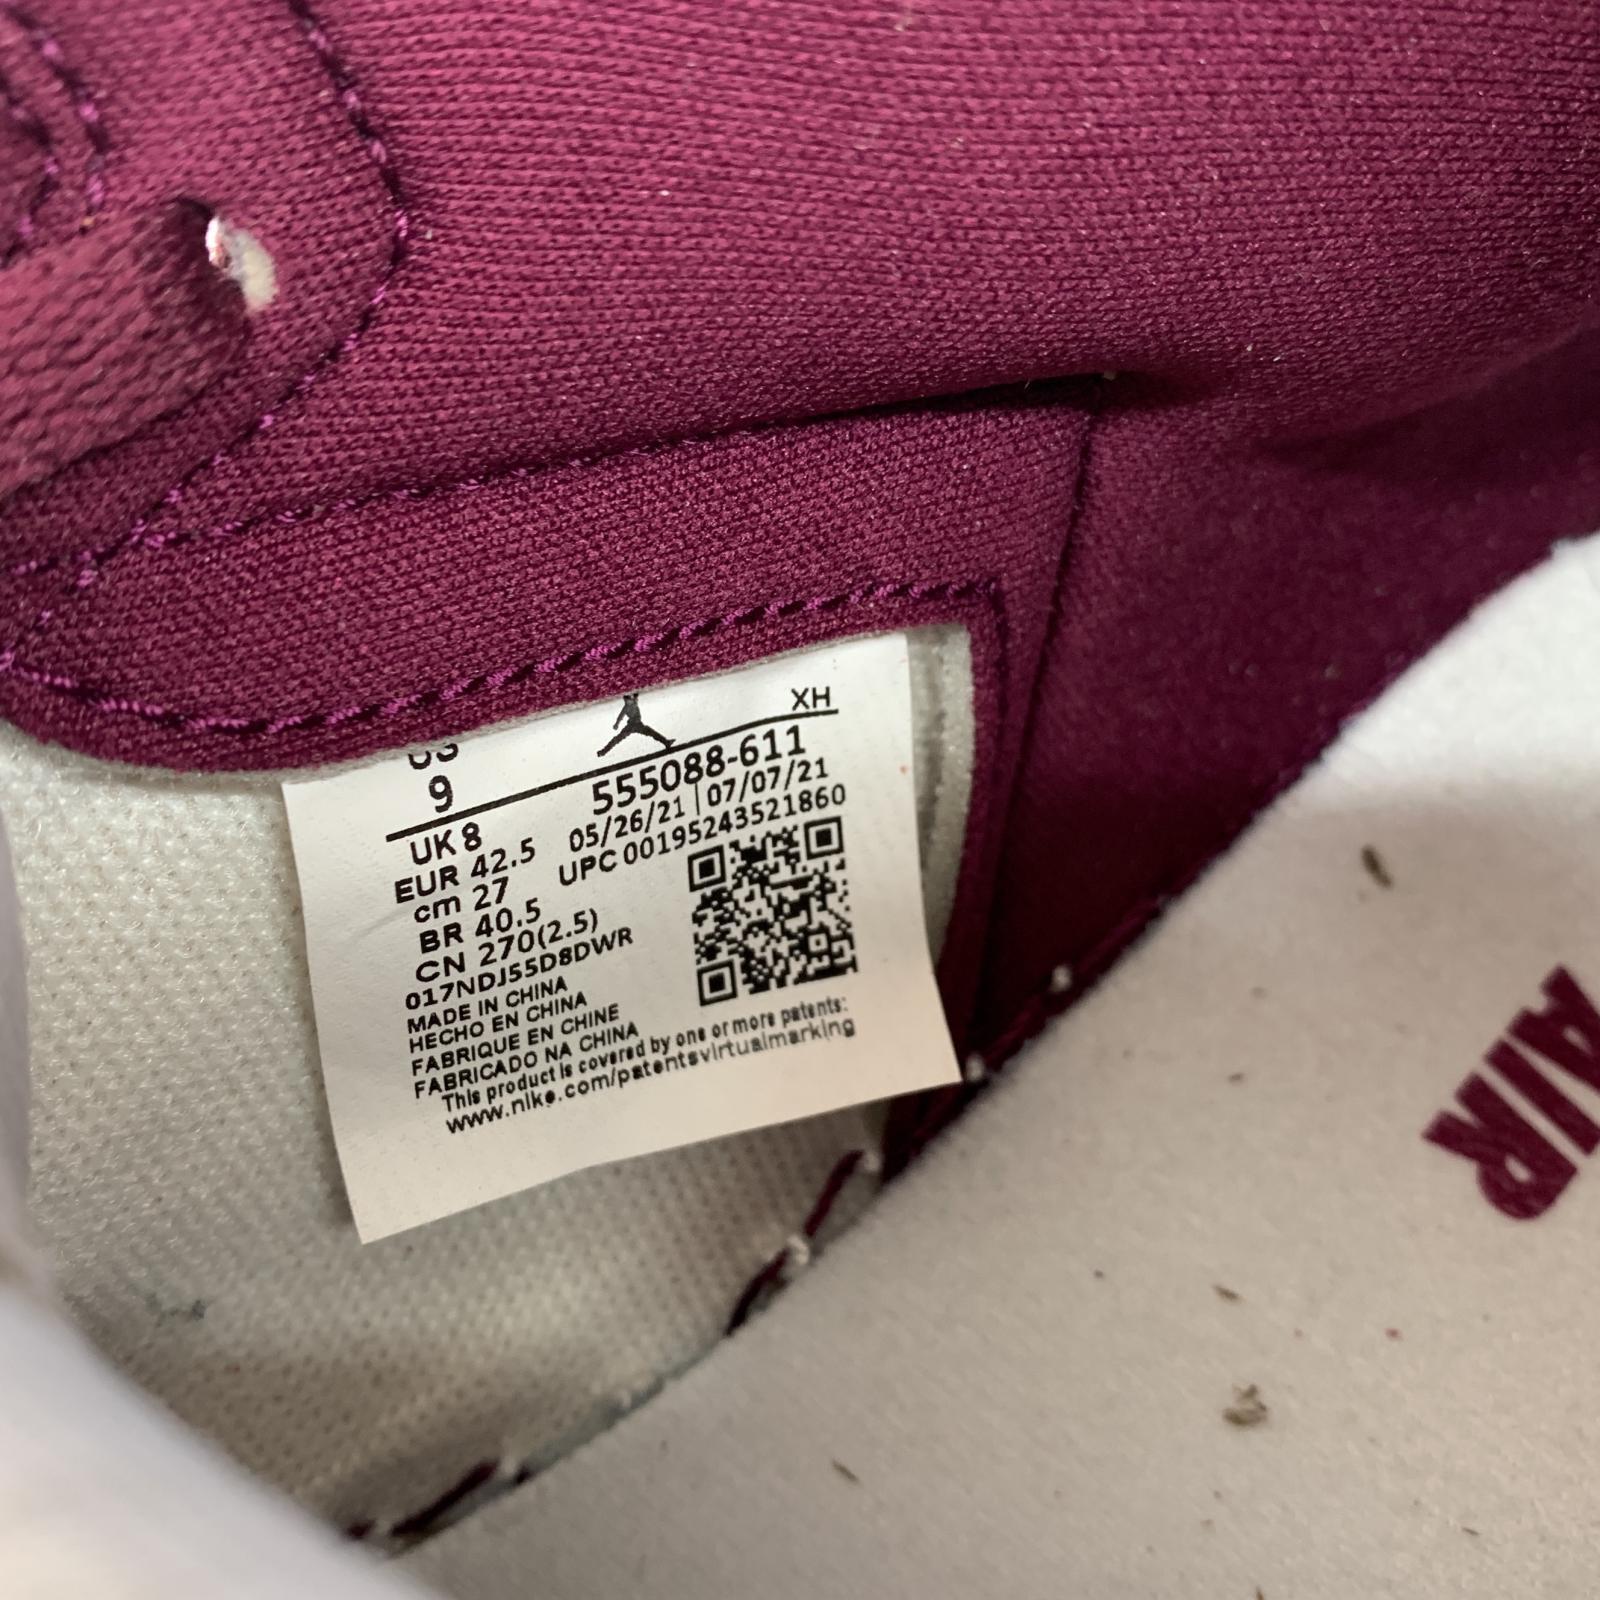 US XH
9 555088-611
UK 8 05/26/21 | 07/07/21
EUR 42.5 UPC 00195243521860
cm 27
BR 40.5
CN 270(2.5)
017NDJ55D8DWR
MADE IN CHINA
HECHO EN CHINA
FABRIQUE EN CHINE
FABRICADO NA CHINA
This product is covered by one or more patents:
www.nike.com/patentsvirtualmarking
AIR